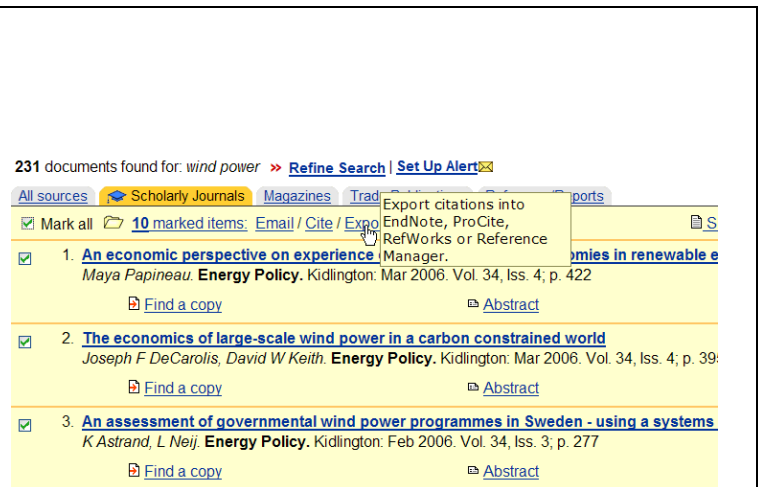 231 documents found for: wind power » Refine Search | Set Up Alert
All sources Scholarly Journals Magazines Reports
Mark all 10 marked items: Email / Cite /
Export citations into
EndNote, ProCite,
RefWorks or Reference
Manager.
1. An economic perspective on experience in renewable
Maya Papineau. Energy Policy. Kidlington: Mar 2006. Vol. 34, Iss. 4; p. 422
Find a copy Abstract
2. The economics of large-scale wind power in a carbon constrained world
Joseph F DeCarolis, David W Keith. Energy Policy. Kidlington: Mar 2006. Vol. 34, Iss. 4; p.
Find a copy Abstract
3. An assessment of governmental wind power programmes in Sweden - using a systems
K Astrand, L Neij. Energy Policy. Kidlington: Feb 2006. Vol. 34, Iss. 3; p. 277
Find a copy Abstract